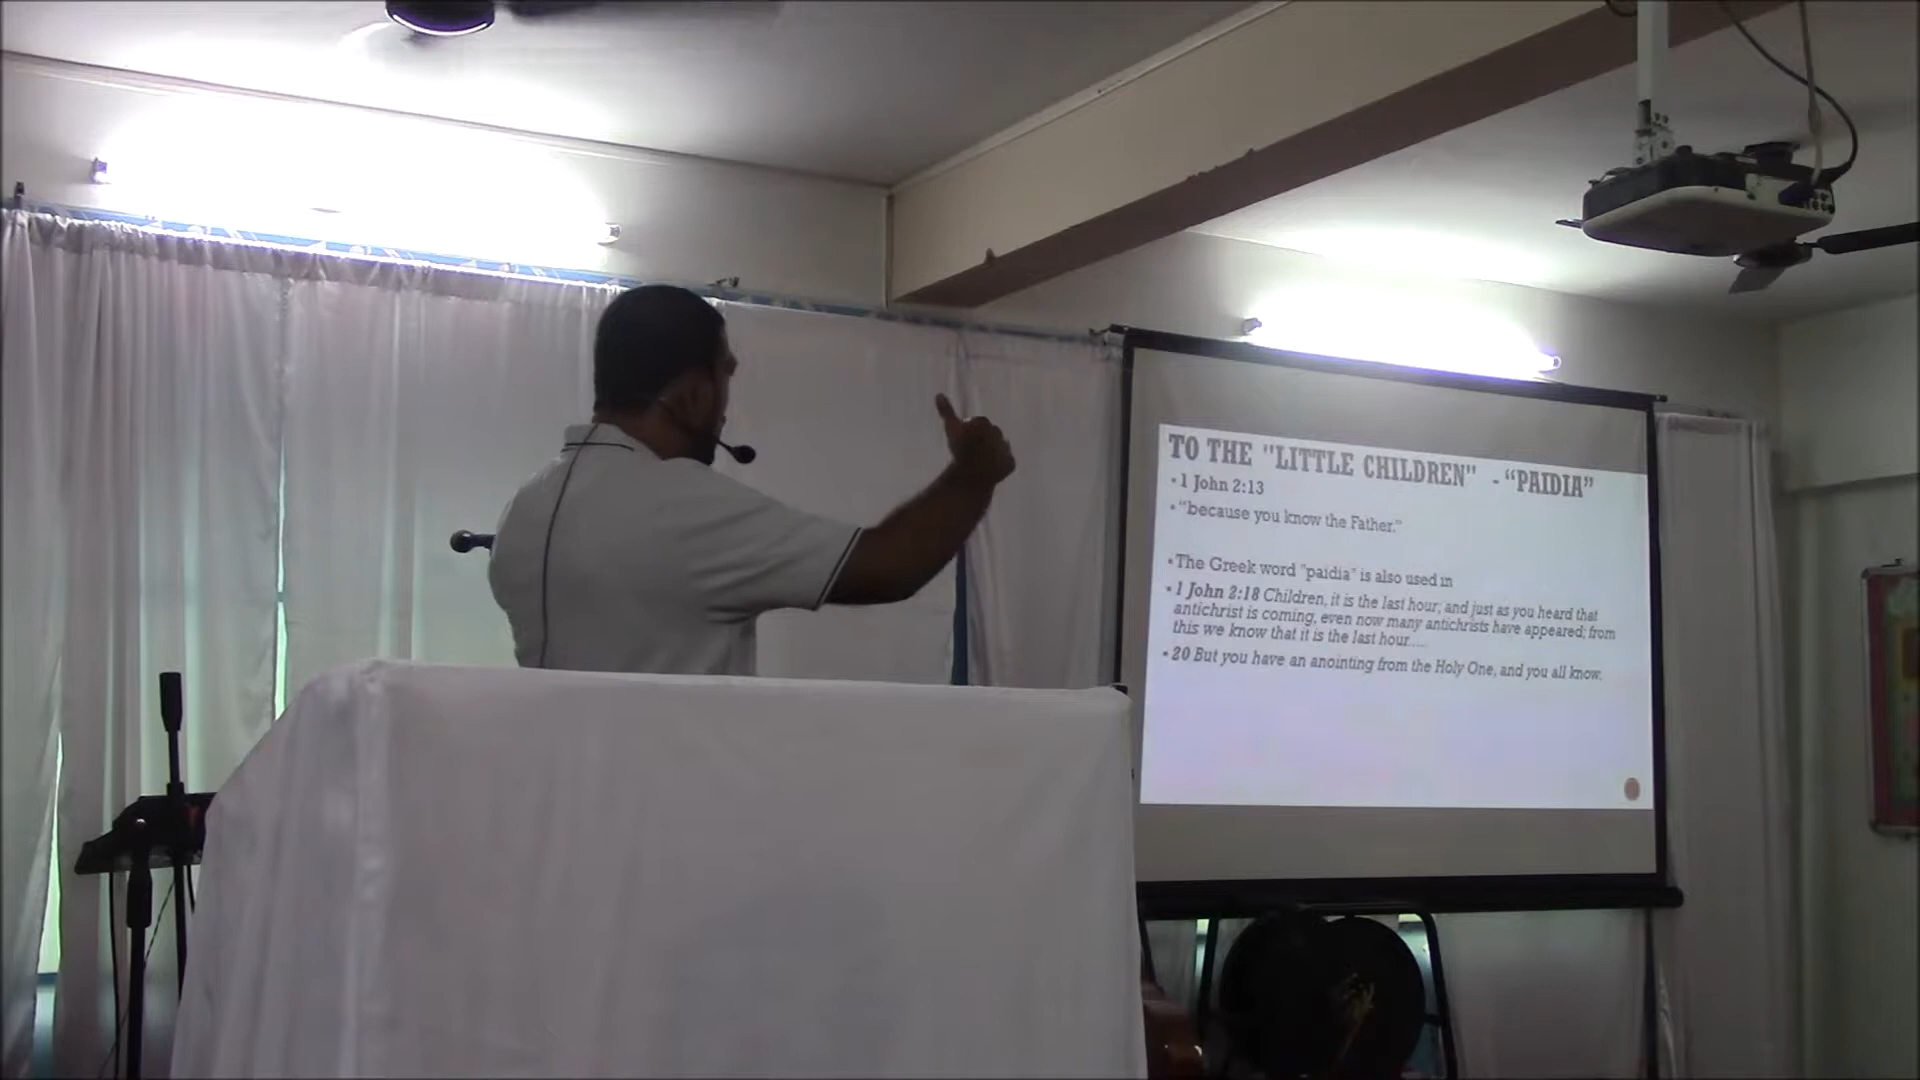 TO THE "LITTLE CHILDREN" - “PAIDIA”
▪ 1 John 2:13
▪ “because you know the Father.”
▪ The Greek word "paidia" is also used in
▪ 1 John 2:18 Children, it is the last hour; and just as you heard that
antichrist is coming, even now many antichrists have appeared; from
this we know that it is the last hour.....
▪ 20 But you have an anointing from the Holy One, and you all know.